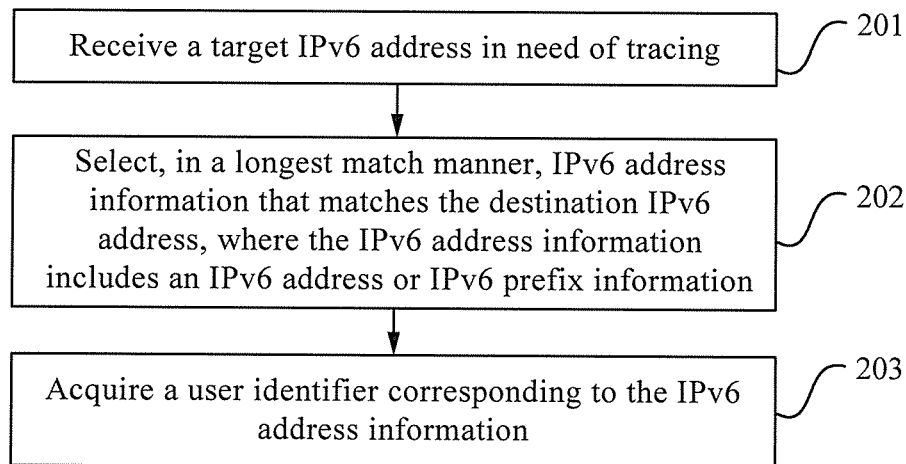 Receive a target IPv6 address in need of tracing
201
Select, in a longest match manner, IPv6 address
information that matches the destination IPv6
address, where the IPv6 address information
includes an IPv6 address or IPv6 prefix information
202
Acquire a user identifier corresponding to the IPv6
address information
203